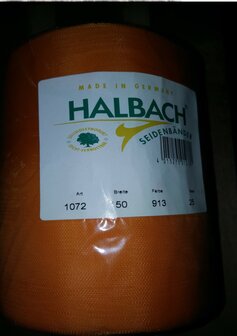 MADE IN GERMANY
HALBACH®
SEIDENBÄNDER
Art Breite Farbe
1072 50 913 25